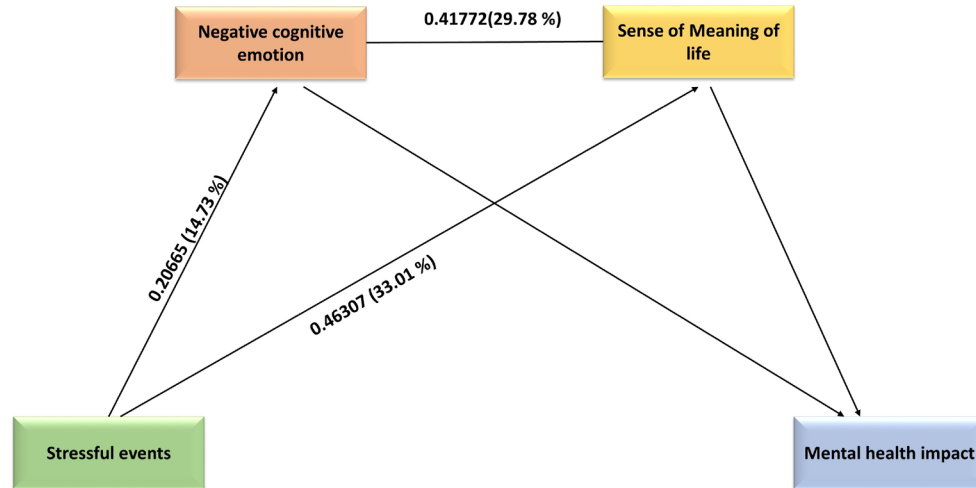 Negative cognitive
emotion
0.41772(29.78 %)
Sense of Meaning of
life
0.20665 (14.73 %)
0.46307 (33.01 %)
Stressful events
Mental health impact